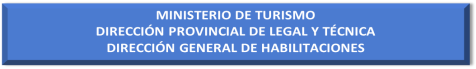 MINISTERIO DE TURISMO
DIRECCIÓN PROVINCIAL DE LEGAL Y TÉCNICA
DIRECCIÓN GENERAL DE HABILITACIONES